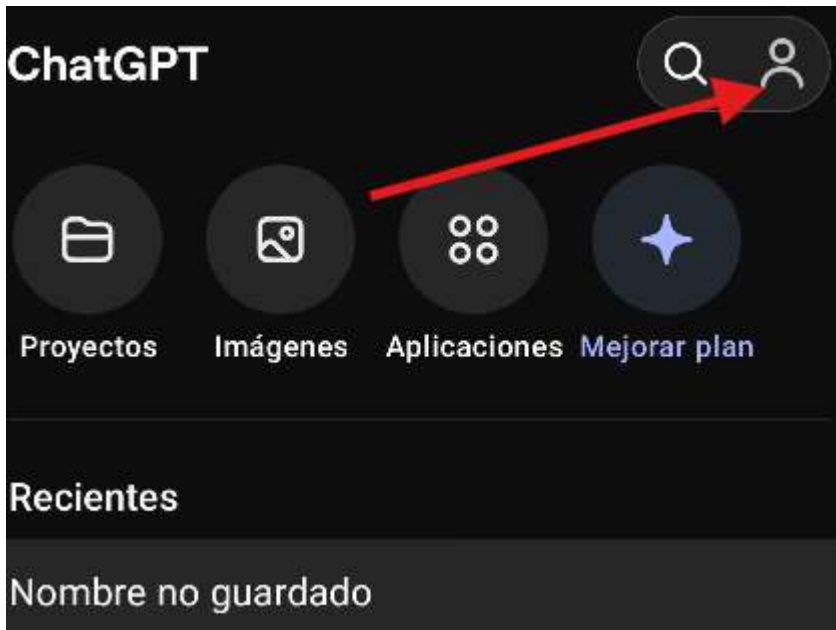 ChatGPT
Proyectos Imágenes Aplicaciones Mejorar plan
Recientes
Nombre no guardado